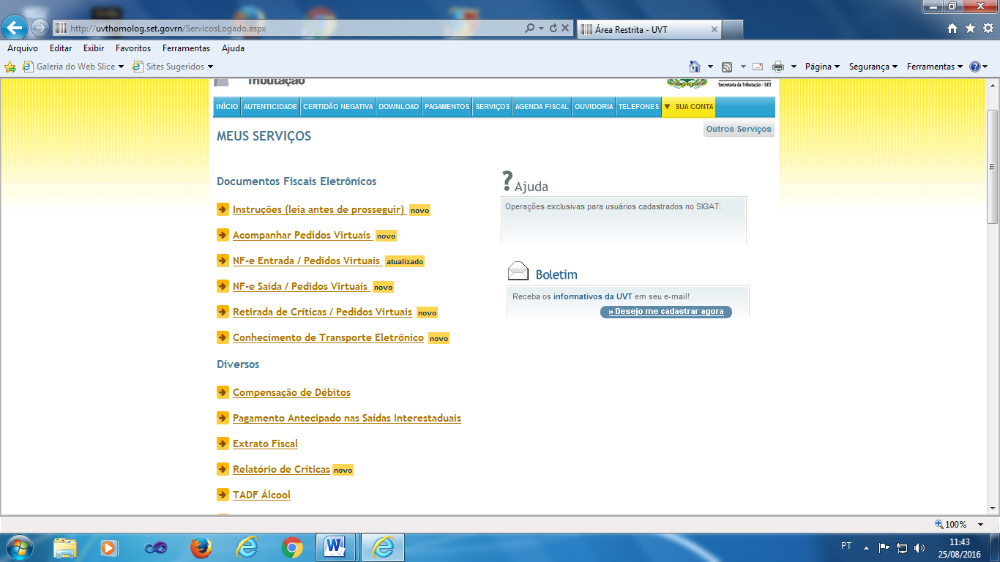 http://uvthomolog.set.govrn/ServicosLogado.aspx
Área Restrita - UVT
Arquivo Editar Exibir Favoritos Ferramentas Ajuda
Galeria do Web Slice Sites Sugeridos
Página Segurança Ferramentas
Tributação
Secretaria da Tributação - SET
INÍCIO AUTENTICIDADE CERTIDÃO NEGATIVA DOWNLOAD PAGAMENTOS SERVIÇOS AGENDA FISCAL OUVIDORIA TELEFONES SUA CONTA
Outros Serviços
MEUS SERVIÇOS
Documentos Fiscais Eletrônicos
Instruções (leia antes de prosseguir) novo
Acompanhar Pedidos Virtuais novo
NF-e Entrada / Pedidos Virtuais atualizado
NF-e Saída / Pedidos Virtuais novo
Retirada de Críticas / Pedidos Virtuais novo
Conhecimento de Transporte Eletrônico novo
Diversos
Compensação de Débitos
Pagamento Antecipado nas Saídas Interestaduais
Extrato Fiscal
Relatório de Críticas novo
TADF Álcool
? Ajuda
Operações exclusivas para usuários cadastrados no SIGAT:
Boletim
Receba os informativos da UVT em seu e-mail!
» Desejo me cadastrar agora
100%
PT
11:43
25/08/2016